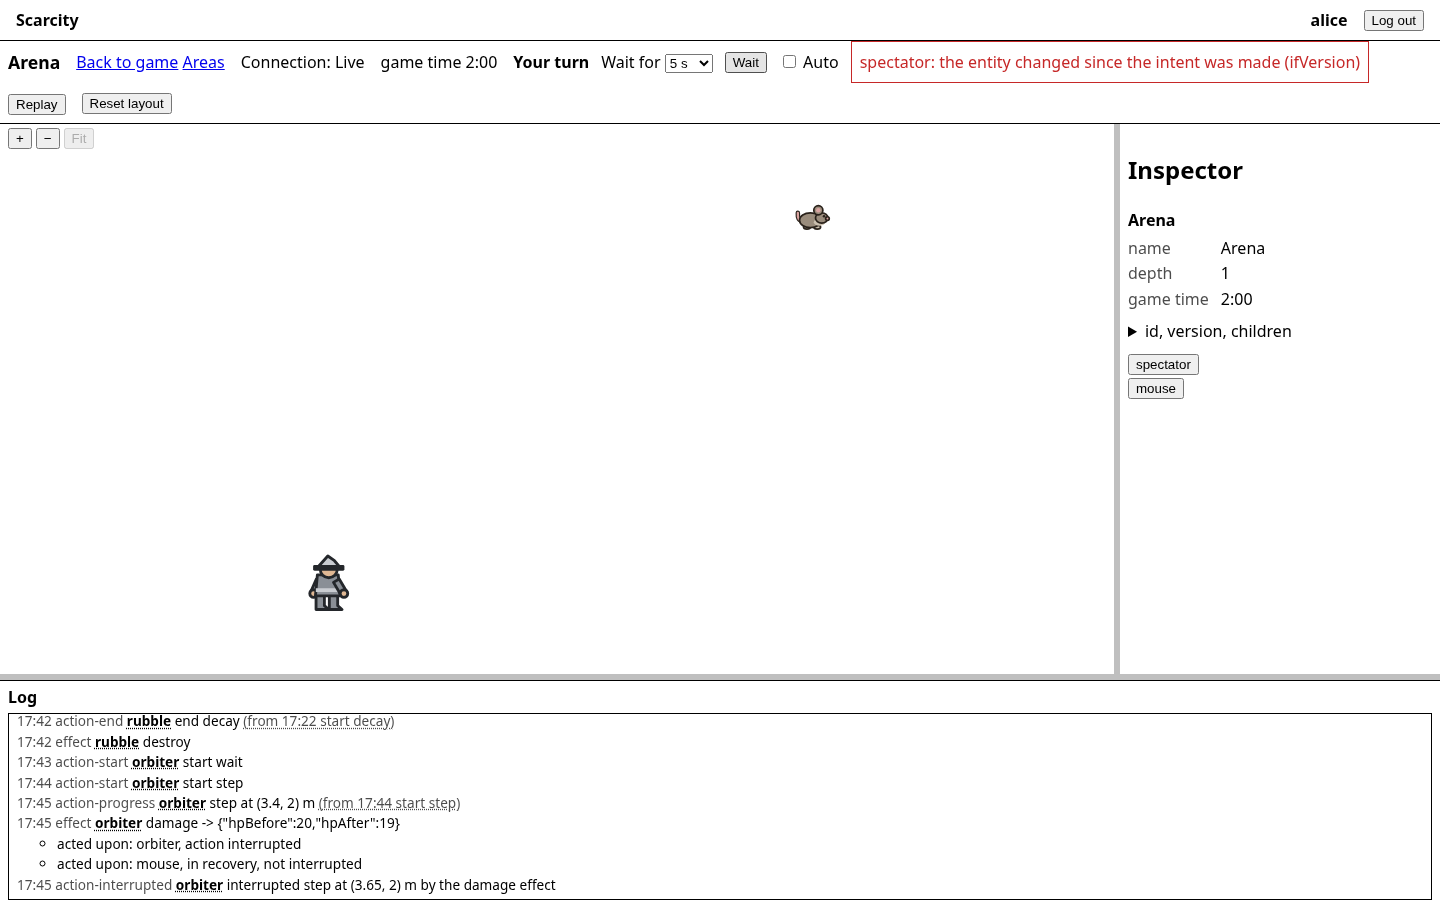 Scarcity
alice
Log out
Arena
Back to game Areas
Connection: Live
game time 2:00
Your turn
Wait for 5 s
Wait
Auto
spectator: the entity changed since the intent was made (ifVersion)
Replay
Reset layout
+
−
Fit
Inspector
Arena
name Arena
depth 1
game time 2:00
id, version, children
spectator
mouse
Log
17:42 action-end rubble end decay (from 17:22 start decay)
17:42 effect rubble destroy
17:43 action-start orbiter start wait
17:44 action-start orbiter start step
17:45 action-progress orbiter step at (3.4, 2) m (from 17:44 start step)
17:45 effect orbiter damage -> {"hpBefore":20,"hpAfter":19}
acted upon: orbiter, action interrupted
acted upon: mouse, in recovery, not interrupted
17:45 action-interrupted orbiter interrupted step at (3.65, 2) m by the damage effect